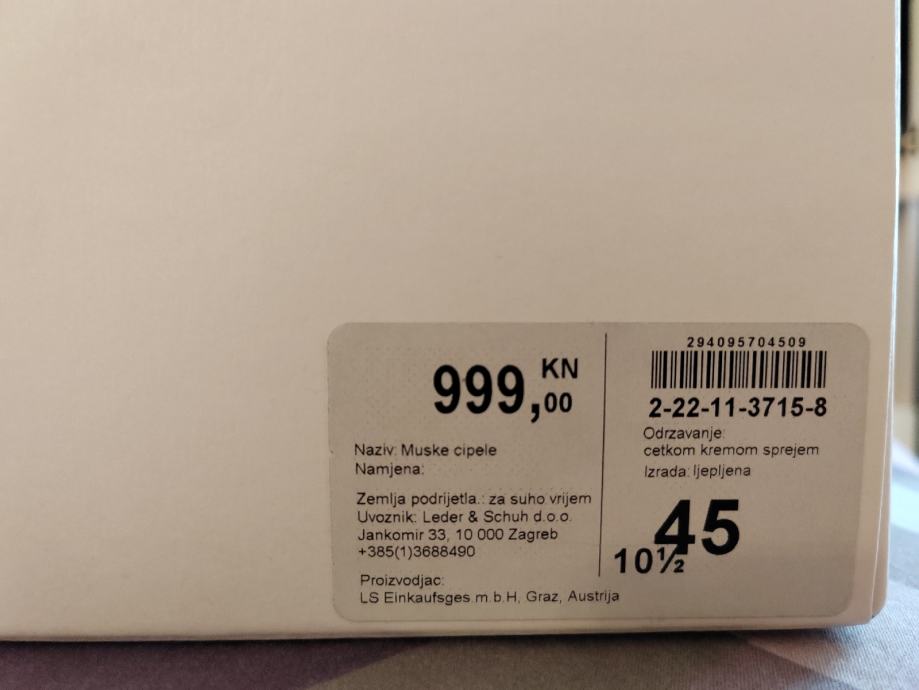 999,00 KN
Naziv: Muske cipele
Namjena:
Zemlja podrijetla.: za suho vrijem
Uvoznik: Leder & Schuh d.o.o.
Jankomir 33, 10 000 Zagreb
+385(1)3688490
Proizvodjac:
LS Einkaufsges.m.b.H, Graz, Austrija
294095704509
2-22-11-3715-8
Odrzavanje:
cetkom kremom sprejem
Izrada: ljepljena
45
10½